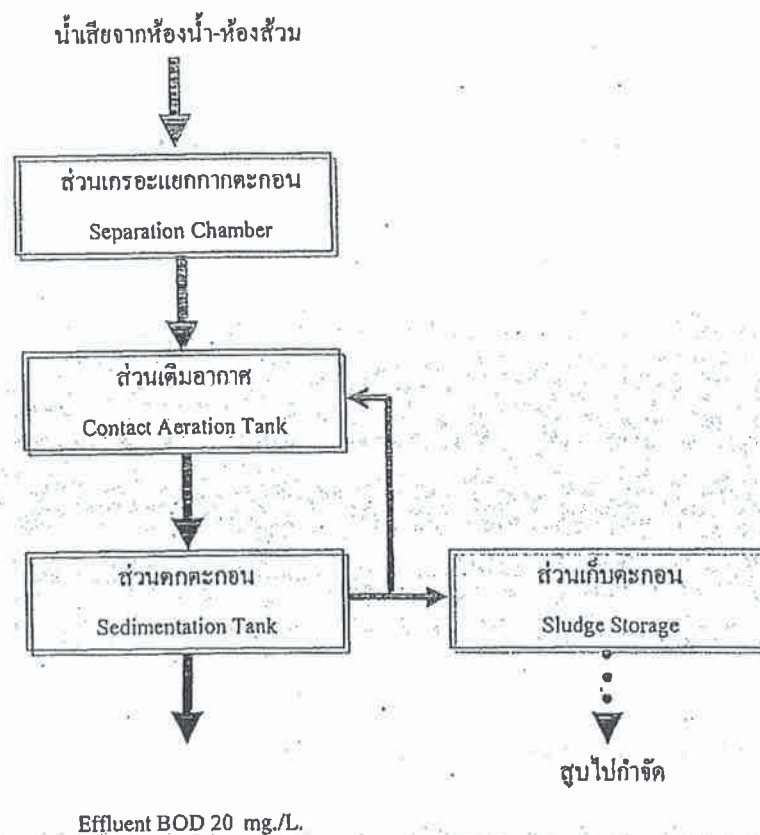 น้ำเสียจากห้องน้ำ-ห้องส้วม
ส่วนเกรอะแยกกากตะกอน
Separation Chamber
ส่วนเติมอากาศ
Contact Aeration Tank
ส่วนตกตะกอน
Sedimentation Tank
ส่วนเก็บตะกอน
Sludge Storage
สูบไปกำจัด
Effluent BOD 20 mg./L.